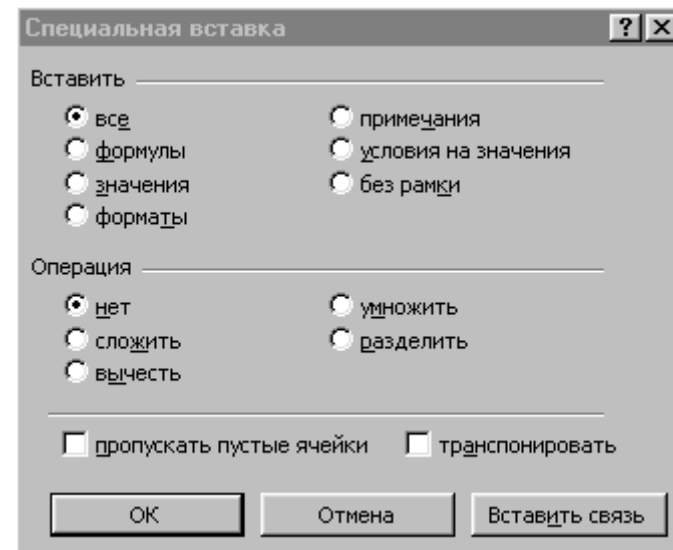 Специальная вставка
Вставить
все
формулы
значения
форматы
примечания
условия на значения
без рамки
Операция
нет
сложить
вычесть
умножить
разделить
пропускать пустые ячейки
транспонировать
ОК
Отмена
Вставить связь